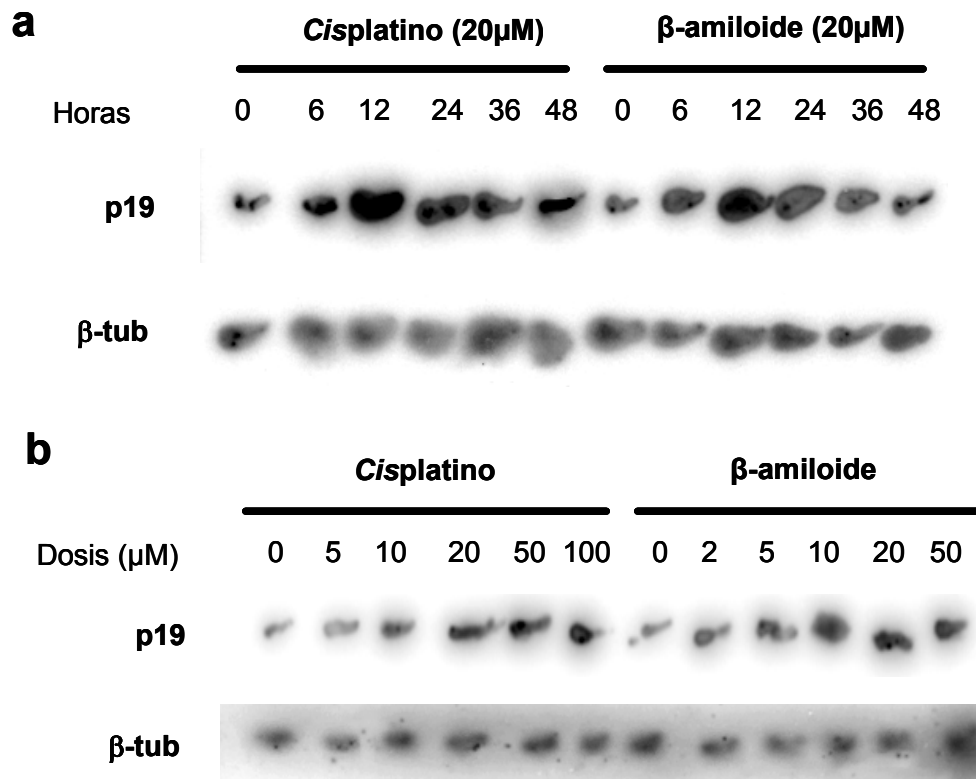 a
Cisplatino (20µM) β-amiloide (20µM)
Horas 0 6 12 24 36 48 0 6 12 24 36 48
p19
β-tub
b
Cisplatino β-amiloide
Dosis (µM) 0 5 10 20 50 100 0 2 5 10 20 50
p19
β-tub